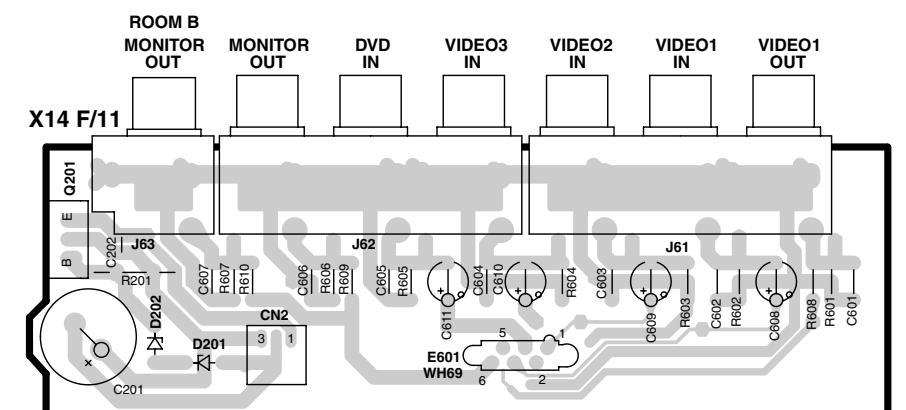 ROOM B
MONITOR OUT
MONITOR OUT
DVD IN
VIDEO3 IN
VIDEO2 IN
VIDEO1 IN
VIDEO1 OUT
X14 F/11
Q201
E
B
C202
J63
J62
J61
R201
C607
R607
R610
C606
R606
R609
C605
R605
C604
C610
R604
C603
R603
C602
R602
R608
R601
C601
+
+
+
+
C611
C609
C608
D202
D201
CN2
3
1
5
1
E601
WH69
6
2
C201
×